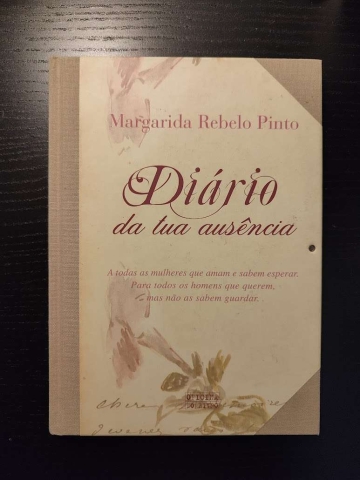 Margarida Rebelo Pinto
Diário
da tua ausência
A todas as mulheres que amam e sabem esperar.
Para todos os homens que querem,
mas não as sabem guardar.